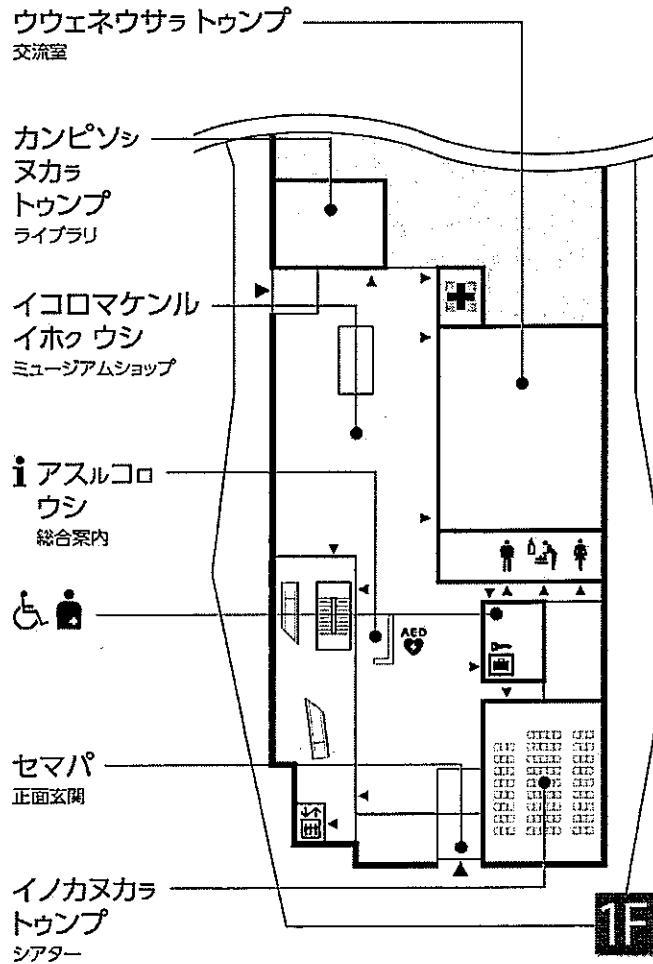 ウウェネウサㇻ トゥンプ
交流室
カンピソㇱ
ヌカㇻ
トゥンプ
ライブラリ
イコロマケンル
イホㇰ ウシ
ミュージアムショップ
i アスㇽコㇿ
ウシ
総合案内
AED
セマパ
正面玄関
イノカヌカㇻ
トゥンプ
シアター
1F